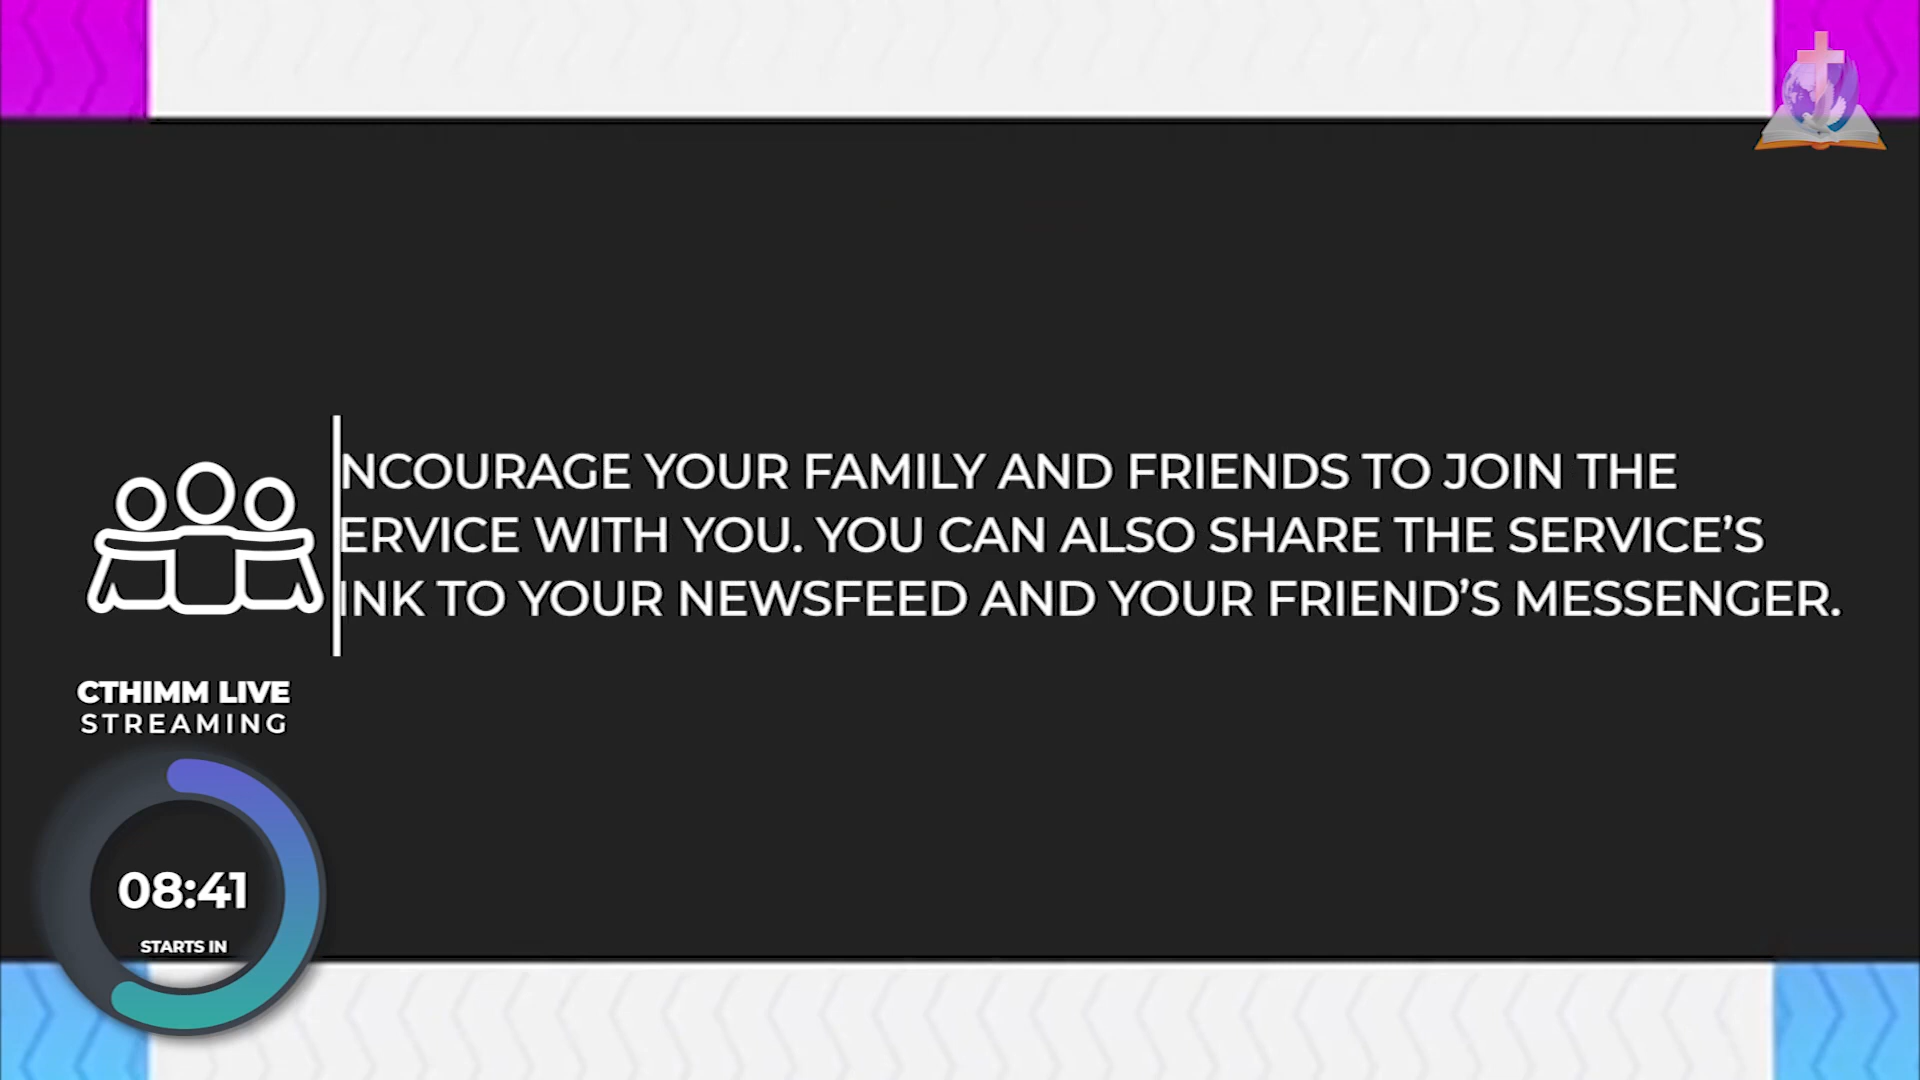 NCOURAGE YOUR FAMILY AND FRIENDS TO JOIN THE
ERVICE WITH YOU. YOU CAN ALSO SHARE THE SERVICE’S
INK TO YOUR NEWSFEED AND YOUR FRIEND’S MESSENGER.
CTHIMM LIVE
STREAMING
08:41
STARTS IN